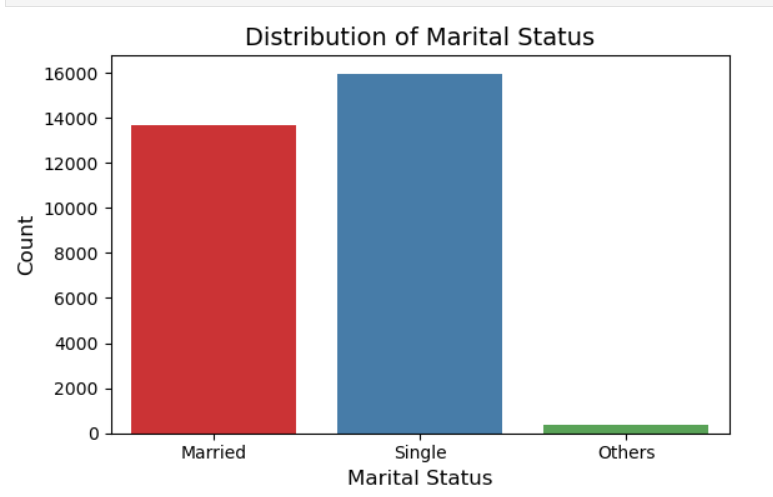 Distribution of Marital Status
16000
14000
12000
10000
8000
6000
4000
2000
0
Count
Married Single Others
Marital Status